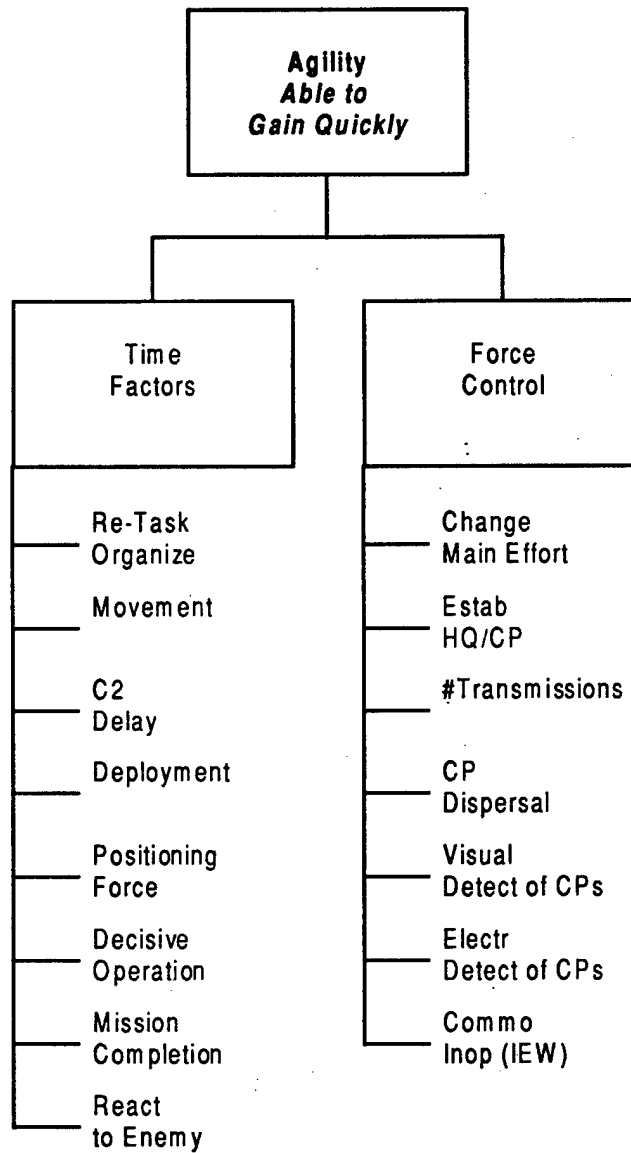 Agility
Able to
Gain Quickly
Time
Factors
Re-Task
Organize
Movement
C2
Delay
Deployment
Positioning
Force
Decisive
Operation
Mission
Completion
React
to Enemy
Force
Control
Change
Main Effort
Estab
HQ/CP
#Transmissions
CP
Dispersal
Visual
Detect of CPs
Electr
Detect of CPs
Commo
Inop (IEW)